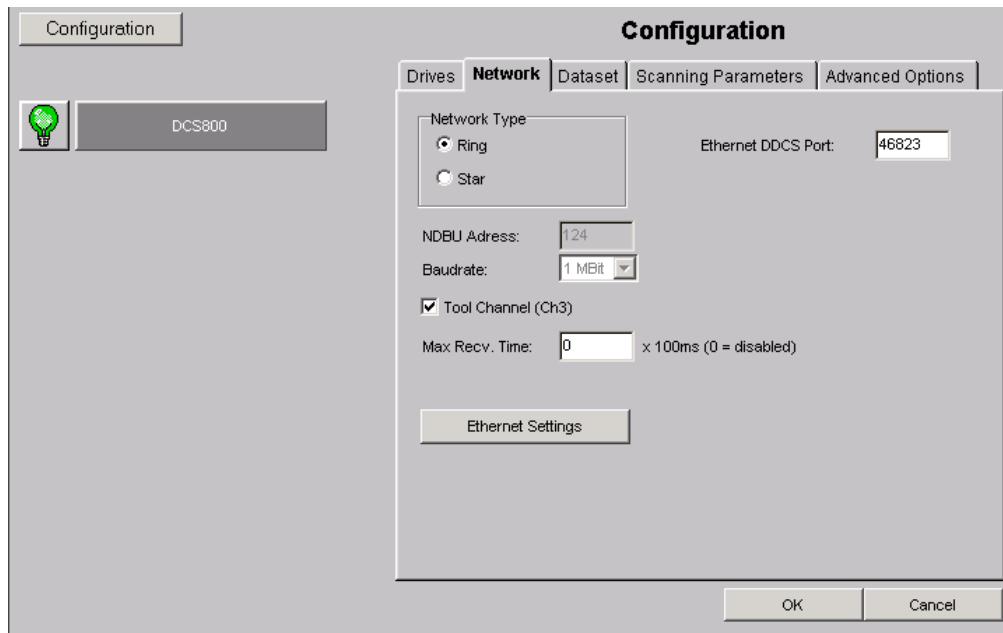 Configuration
Configuration
Drives Network Dataset Scanning Parameters Advanced Options
DCS800
Network Type
Ring
Ethernet DDCS Port: 46823
Star
NDBU Adress: 124
Baudrate: 1 MBit
Tool Channel (Ch3)
Max Recv. Time: 0 x 100ms (0 = disabled)
Ethernet Settings
OK Cancel